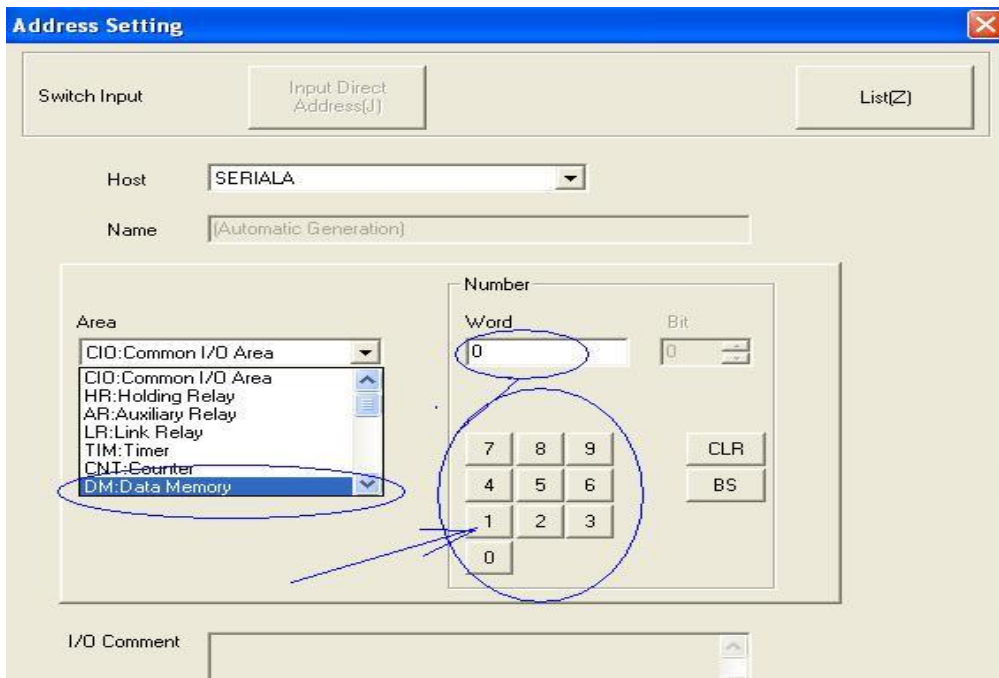 Address Setting
Switch Input
Input Direct
Address(J)
List(Z)
Host
SERIALA
Name
(Automatic Generation)
Number
Area
Word
Bit
CIO:Common I/O Area
0
0
CIO:Common I/O Area
HR:Holding Relay
AR:Auxiliary Relay
LR:Link Relay
TIM:Timer
CNT:Counter
DM:Data Memory
7 8 9 CLR
4 5 6 BS
1 2 3
0
I/O Comment